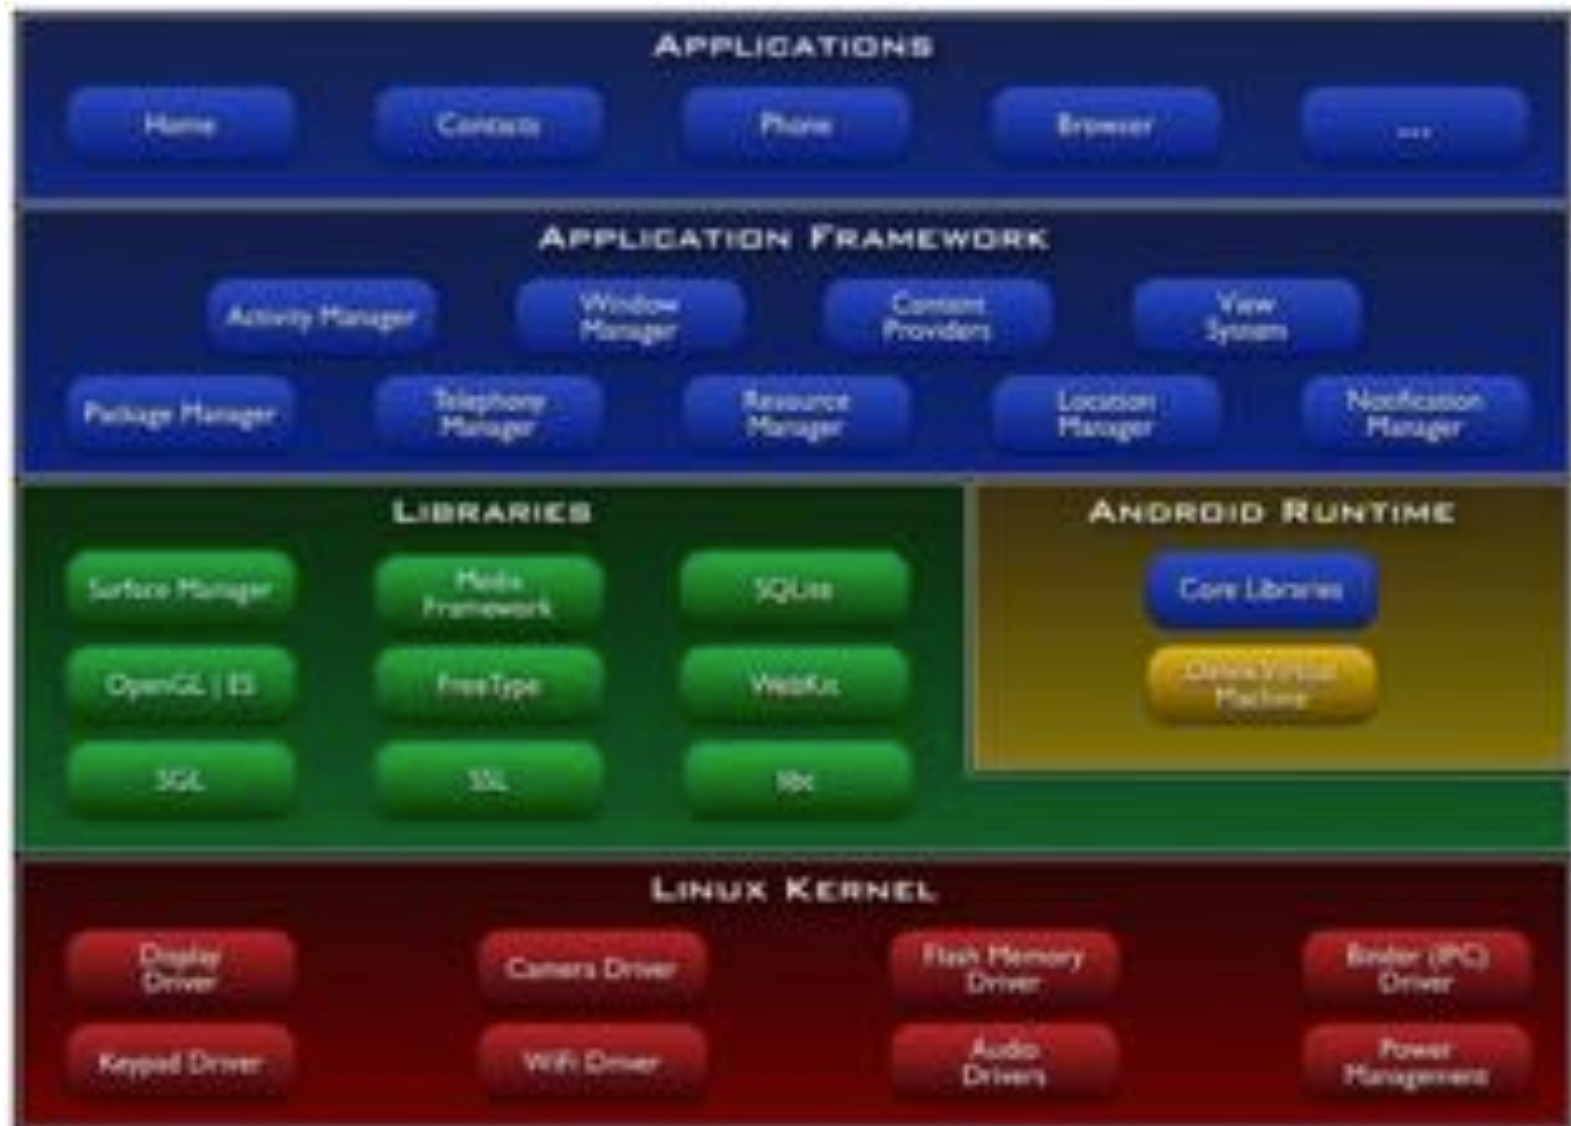 APPLICATIONS
Home
Contacts
Phone
Browser
...
APPLICATION FRAMEWORK
Activity Manager
Window
Manager
Content
Providers
View
System
Package Manager
Telephony
Manager
Resource
Manager
Location
Manager
Notification
Manager
LIBRARIES
Surface Manager
Media
Framework
SQLite
OpenGL | ES
FreeType
WebKit
SGL
SSL
libc
ANDROID RUNTIME
Core Libraries
Dalvik Virtual
Machine
LINUX KERNEL
Display
Driver
Camera Driver
Flash Memory
Driver
Binder (IPC)
Driver
Keypad Driver
WiFi Driver
Audio
Drivers
Power
Management